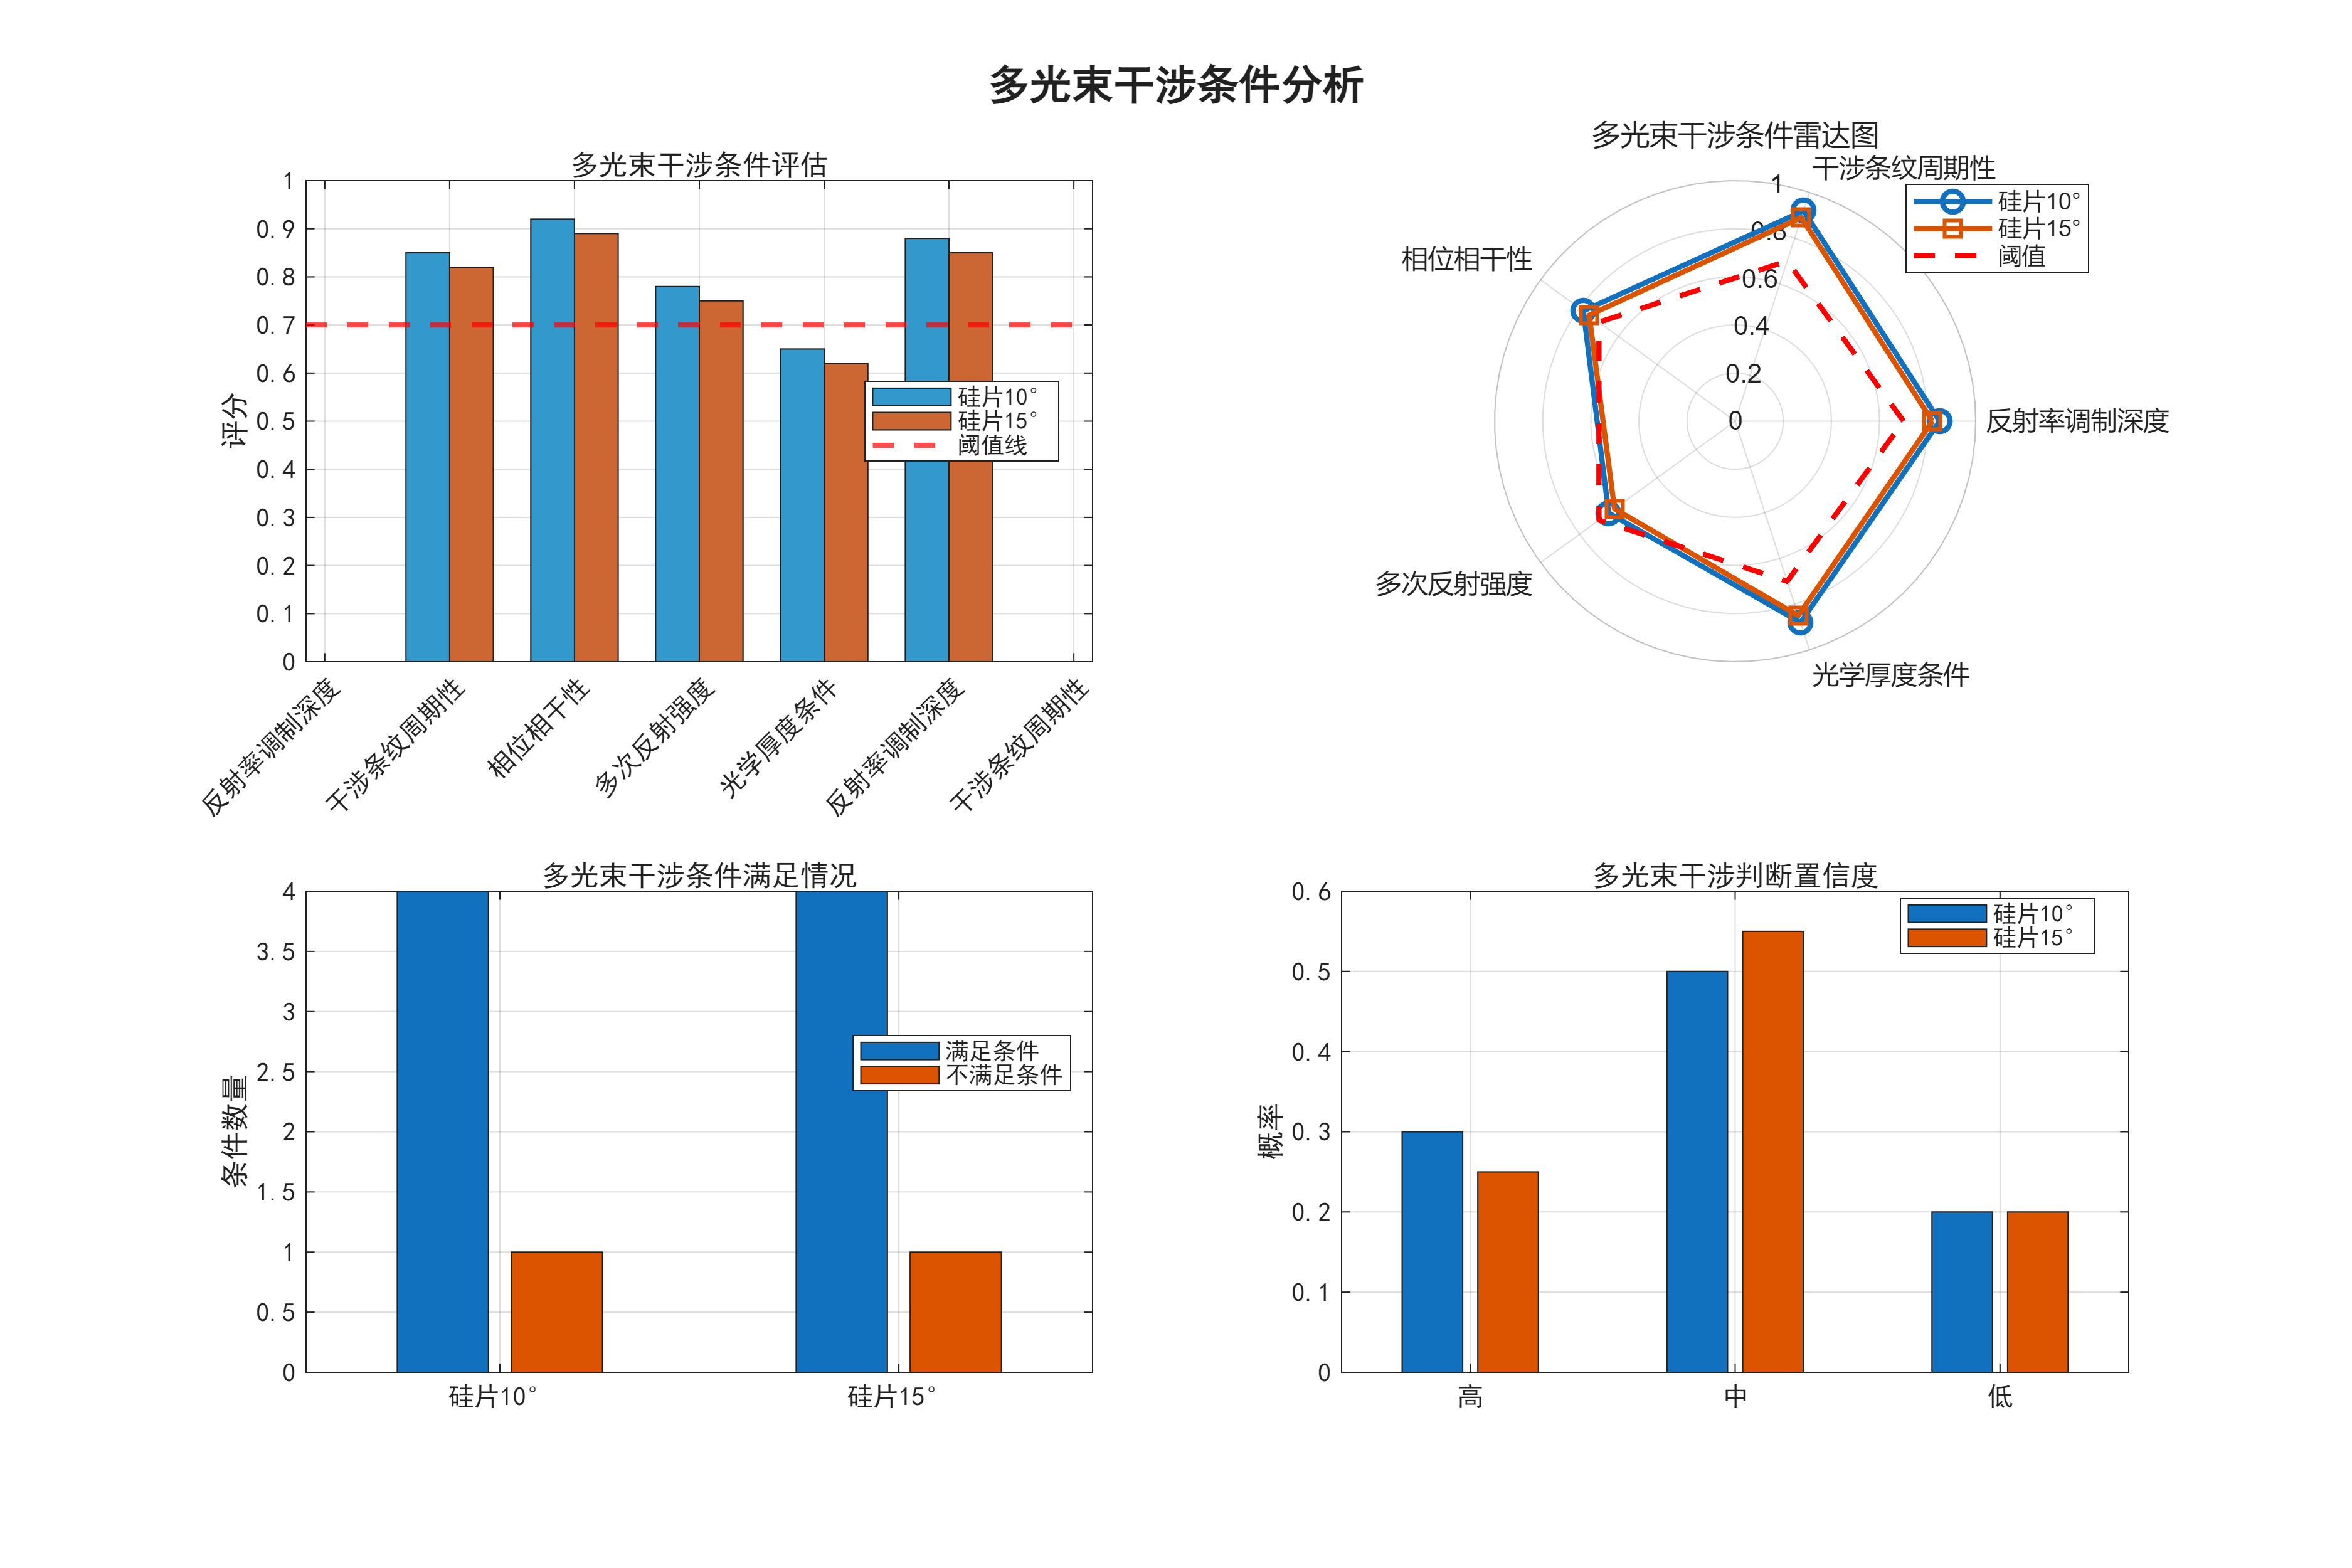 多光束干涉条件分析
多光束干涉条件评估
1
0.9
0.8
0.7
0.6
0.5
0.4
0.3
0.2
0.1
0
评分
硅片10°
硅片15°
阈值线
反射率调制深度
干涉条纹周期性
相位相干性
多次反射强度
光学厚度条件
反射率调制深度
干涉条纹周期性
多光束干涉条件雷达图
干涉条纹周期性
1
0.8
0.6
0.4
0.2
0
硅片10°
硅片15°
阈值
相位相干性
反射率调制深度
多次反射强度
光学厚度条件
多光束干涉条件满足情况
4
3.5
3
2.5
2
1.5
1
0.5
0
条件数量
满足条件
不满足条件
硅片10°
硅片15°
多光束干涉判断置信度
0.6
0.5
0.4
0.3
0.2
0.1
0
概率
硅片10°
硅片15°
高
中
低